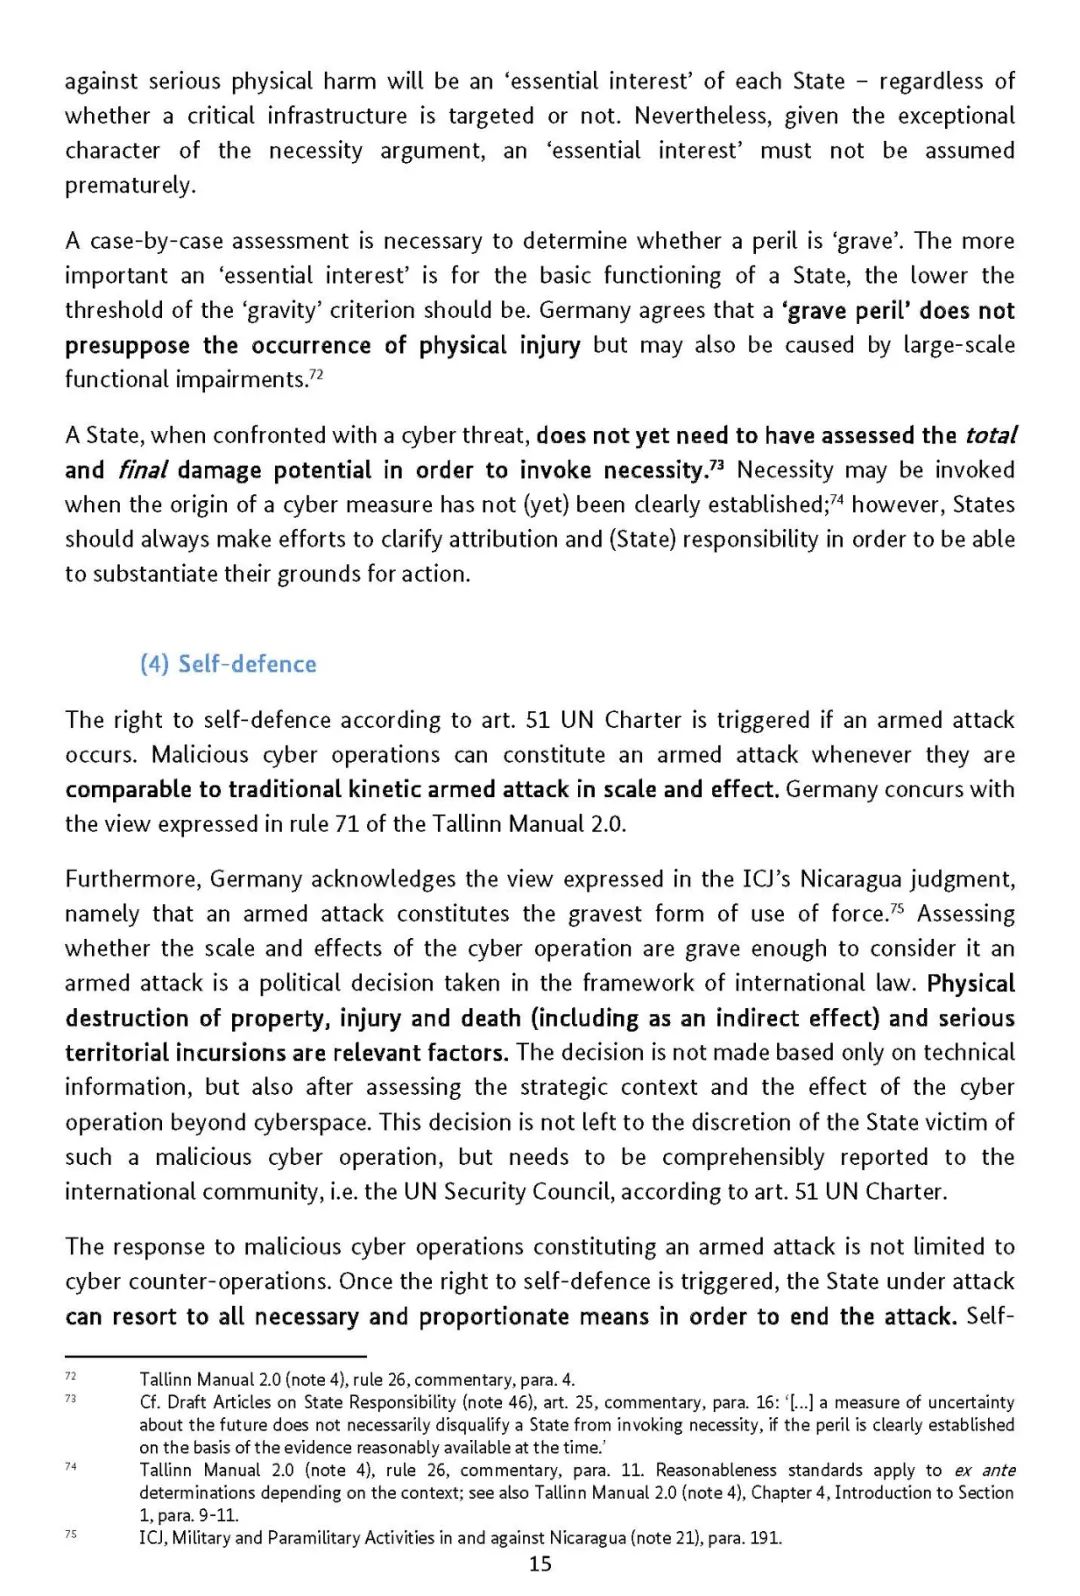 against serious physical harm will be an ‘essential interest’ of each State – regardless of
whether a critical infrastructure is targeted or not. Nevertheless, given the exceptional
character of the necessity argument, an ‘essential interest’ must not be assumed
prematurely.
A case-by-case assessment is necessary to determine whether a peril is ‘grave’. The more
important an ‘essential interest’ is for the basic functioning of a State, the lower the
threshold of the ‘gravity’ criterion should be. Germany agrees that a ‘grave peril’ does not
presuppose the occurrence of physical injury but may also be caused by large-scale
functional impairments.72
A State, when confronted with a cyber threat, does not yet need to have assessed the total
and final damage potential in order to invoke necessity.73 Necessity may be invoked
when the origin of a cyber measure has not (yet) been clearly established;74 however, States
should always make efforts to clarify attribution and (State) responsibility in order to be able
to substantiate their grounds for action.
(4) Self-defence
The right to self-defence according to art. 51 UN Charter is triggered if an armed attack
occurs. Malicious cyber operations can constitute an armed attack whenever they are
comparable to traditional kinetic armed attack in scale and effect. Germany concurs with
the view expressed in rule 71 of the Tallinn Manual 2.0.
Furthermore, Germany acknowledges the view expressed in the ICJ’s Nicaragua judgment,
namely that an armed attack constitutes the gravest form of use of force.75 Assessing
whether the scale and effects of the cyber operation are grave enough to consider it an
armed attack is a political decision taken in the framework of international law. Physical
destruction of property, injury and death (including as an indirect effect) and serious
territorial incursions are relevant factors. The decision is not made based only on technical
information, but also after assessing the strategic context and the effect of the cyber
operation beyond cyberspace. This decision is not left to the discretion of the State victim of
such a malicious cyber operation, but needs to be comprehensibly reported to the
international community, i.e. the UN Security Council, according to art. 51 UN Charter.
The response to malicious cyber operations constituting an armed attack is not limited to
cyber counter-operations. Once the right to self-defence is triggered, the State under attack
can resort to all necessary and proportionate means in order to end the attack. Self-
72 Tallinn Manual 2.0 (note 4), rule 26, commentary, para. 4.
73 Cf. Draft Articles on State Responsibility (note 46), art. 25, commentary, para. 16: ‘[...] a measure of uncertainty
about the future does not necessarily disqualify a State from invoking necessity, if the peril is clearly established
on the basis of the evidence reasonably available at the time.’
74 Tallinn Manual 2.0 (note 4), rule 26, commentary, para. 11. Reasonableness standards apply to ex ante
determinations depending on the context; see also Tallinn Manual 2.0 (note 4), Chapter 4, Introduction to Section
1, para. 9-11.
75 ICJ, Military and Paramilitary Activities in and against Nicaragua (note 21), para. 191.
15